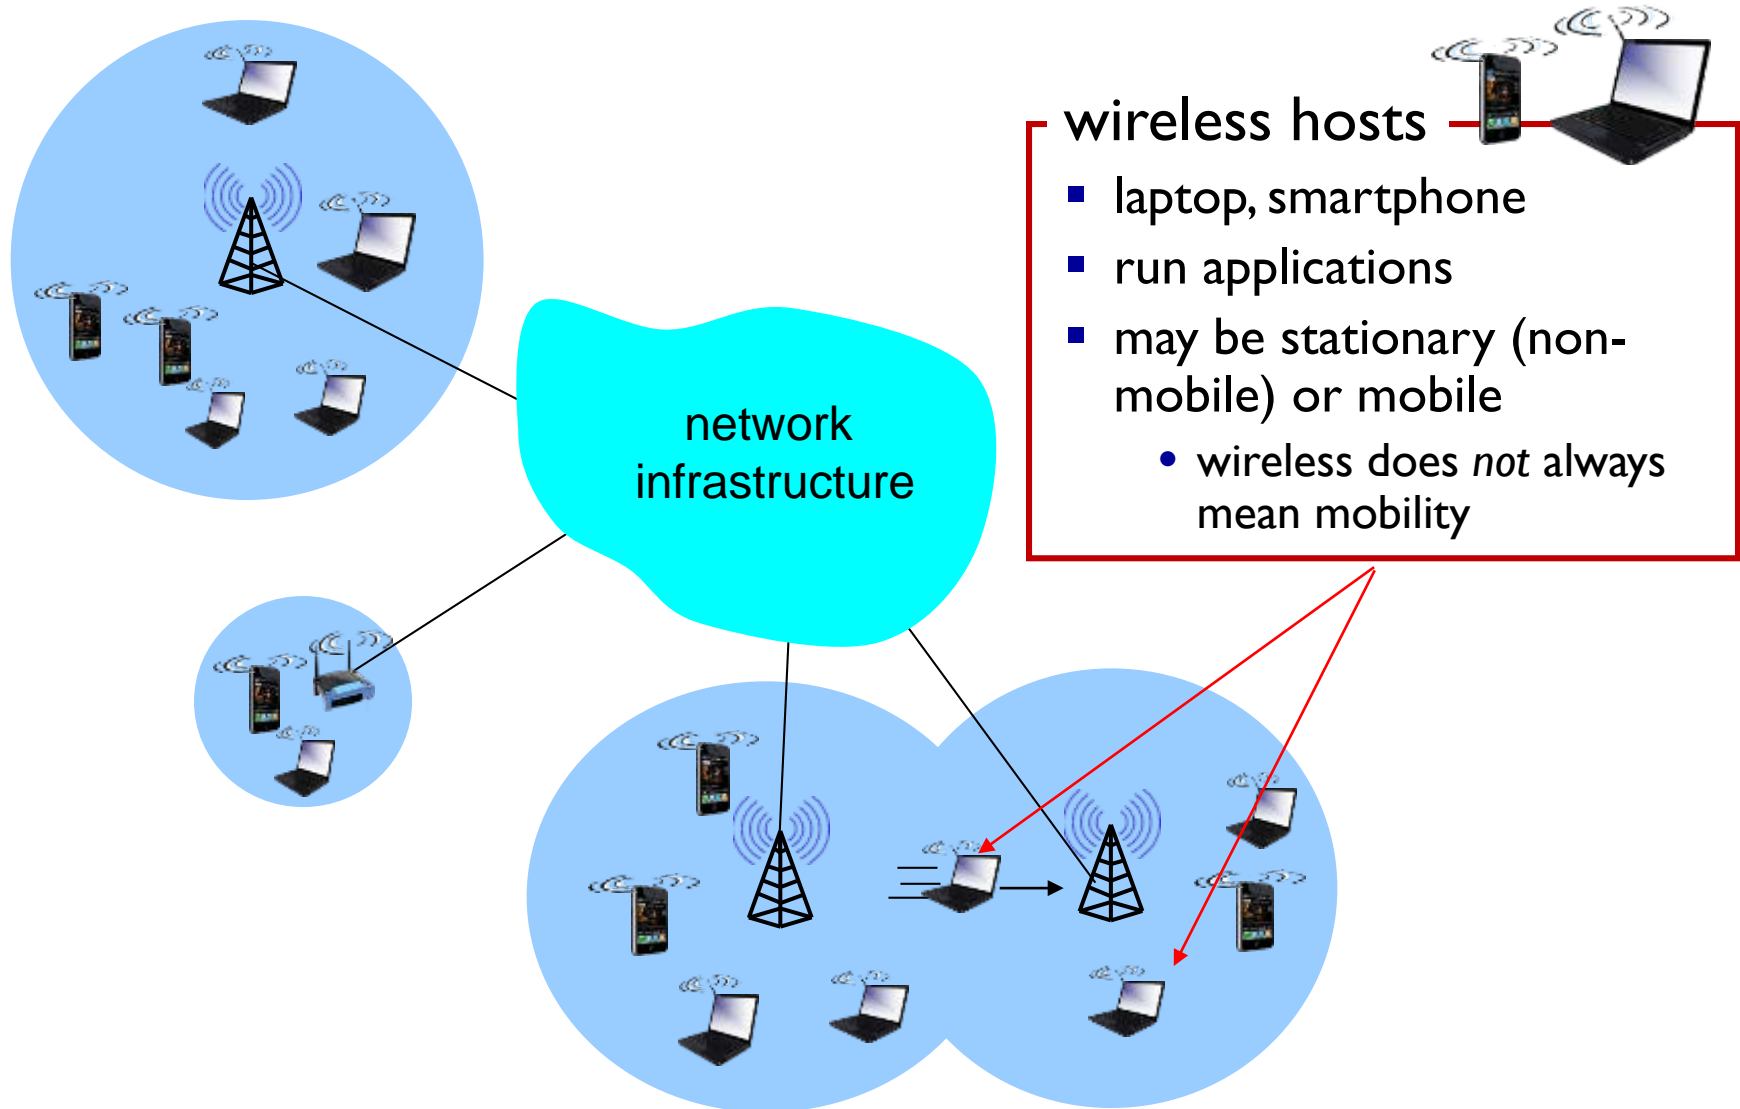 wireless hosts
▪ laptop, smartphone
▪ run applications
▪ may be stationary (non-
mobile) or mobile
• wireless does not always
mean mobility
network
infrastructure